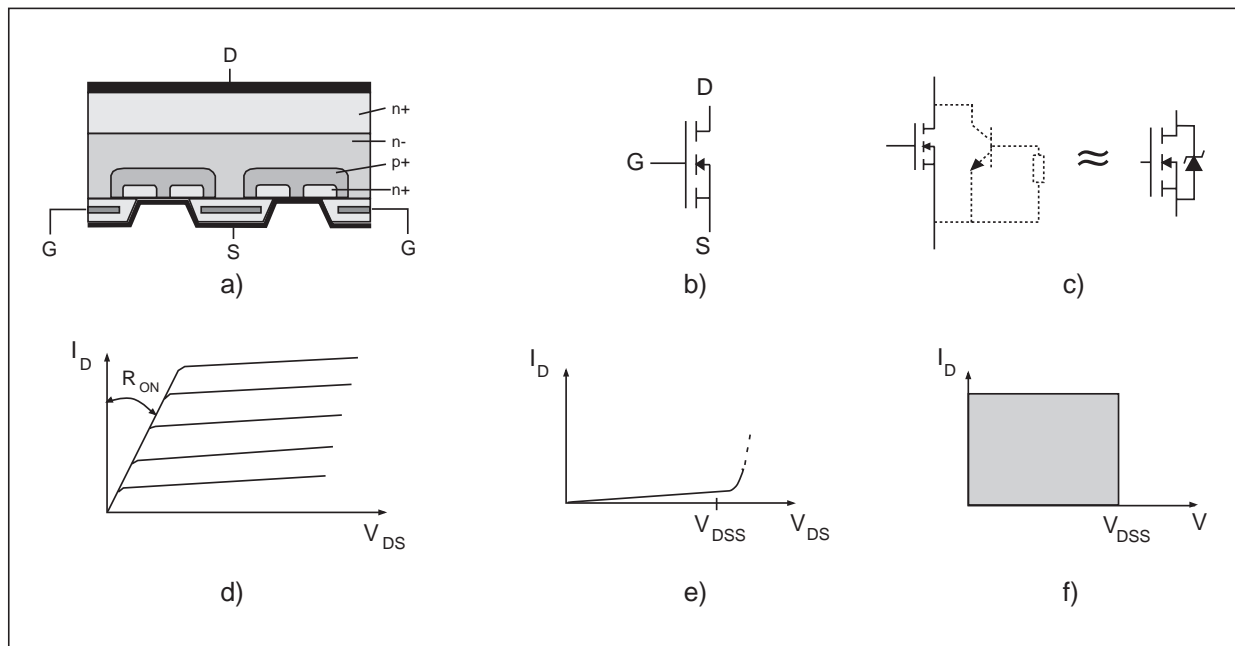 D
n+
n-
p+
n+
G
S
G
a)
D
G
S
b)
≈
c)
I D
R ON
V DS
d)
I D
V DSS
V DS
e)
I D
V DSS
V
f)